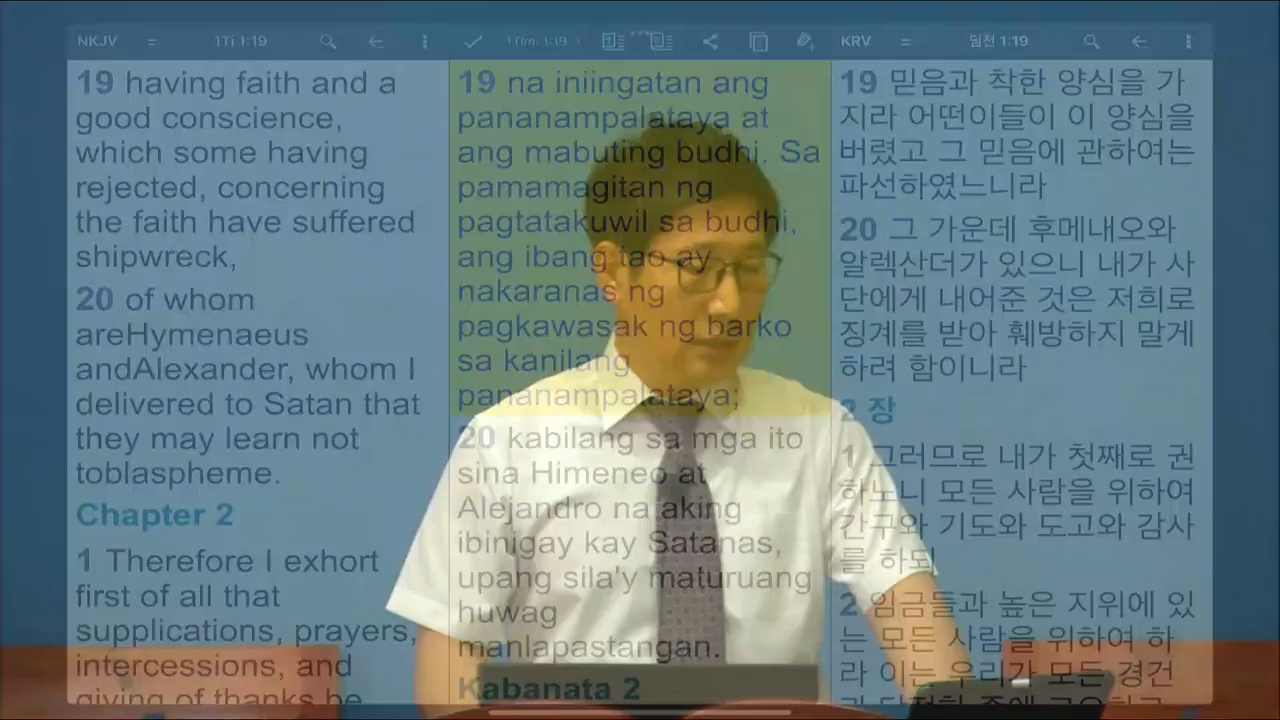 NKJV
1Ti 1:19
1Tim 1:19
KRV
딤전 1:19
19 having faith and a
good conscience,
which some having
rejected, concerning
the faith have suffered
shipwreck,
20 of whom
areHymenaeus
andAlexander, whom I
delivered to Satan that
they may learn not
toblaspheme.
Chapter 2
1 Therefore I exhort
first of all that
supplications, prayers,
intercessions, and
giving of thanks be
19 na iniingatan ang
pananampalataya at
ang mabuting budhi. Sa
pamamagitan ng
pagtatakuwil sa budhi,
ang ibang tao ay
nakaranas ng
pagkawasak ng barko
sa kanilang
pananampalataya;
20 kabilang sa mga ito
sina Himeneo at
Alejandro na aking
ibinigay kay Satanas,
upang sila'y maturuang
huwag
manlapastangan.
Kabanata 2
19 믿음과 착한 양심을 가
지라 어떤이들이 이 양심을
버렸고 그 믿음에 관하여는
파선하였느니라
20 그 가운데 후메내오와
알렉산더가 있으니 내가 사
단에게 내어준 것은 저희로
징계를 받아 훼방하지 말게
하려 함이니라
2 장
1 그러므로 내가 첫째로 권
하노니 모든 사람을 위하여
간구와 기도와 도고와 감사
를 하되
2 임금들과 높은 지위에 있
는 모든 사람을 위하여 하
라 이는 우리가 모든 경건